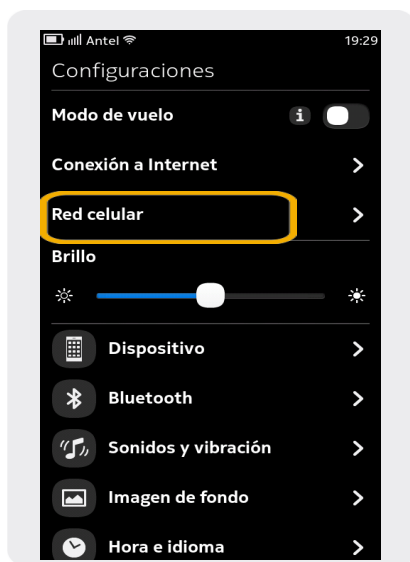 Antel 19:29
Configuraciones
Modo de vuelo i
Conexión a Internet
Red celular
Brillo
Dispositivo
Bluetooth
Sonidos y vibración
Imagen de fondo
Hora e idioma